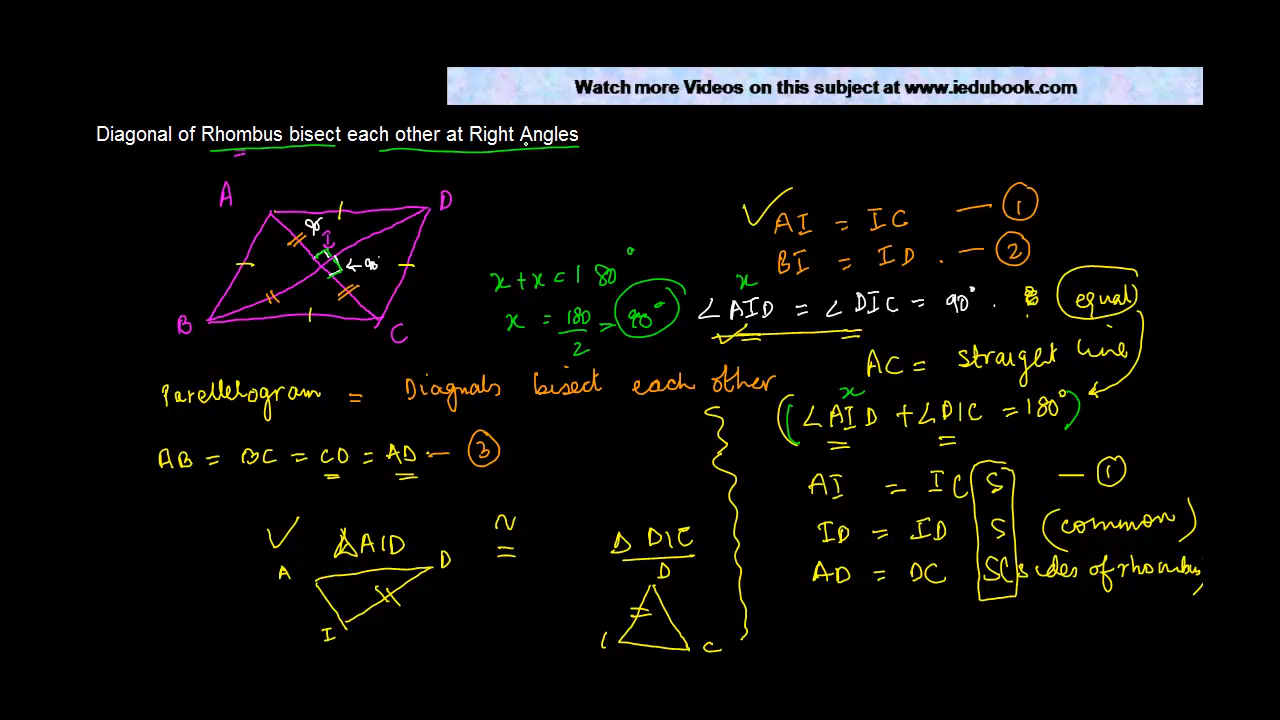 Watch more Videos on this subject at www.iedubook.com
Diagonal of Rhombus bisect each other at Right Angles
A
D
90
I
←90°
B
C
AI = IC — ①
BI = ID. — ②
x+x=180°
x = 180/2 = 90°
x
∠AID = ∠DIC = 90°. equal
AC = straight line
Parellelogram = Diagnals bisect each other
x
(∠AID + ∠DIC = 180°)
AB = BC = CD = AD — ③
AI = IC S — ①
ID = ID S (common)
AD = DC S (sides of rhombus)
ΔAID ≅ Δ DIC
A
D
I
D
I
C